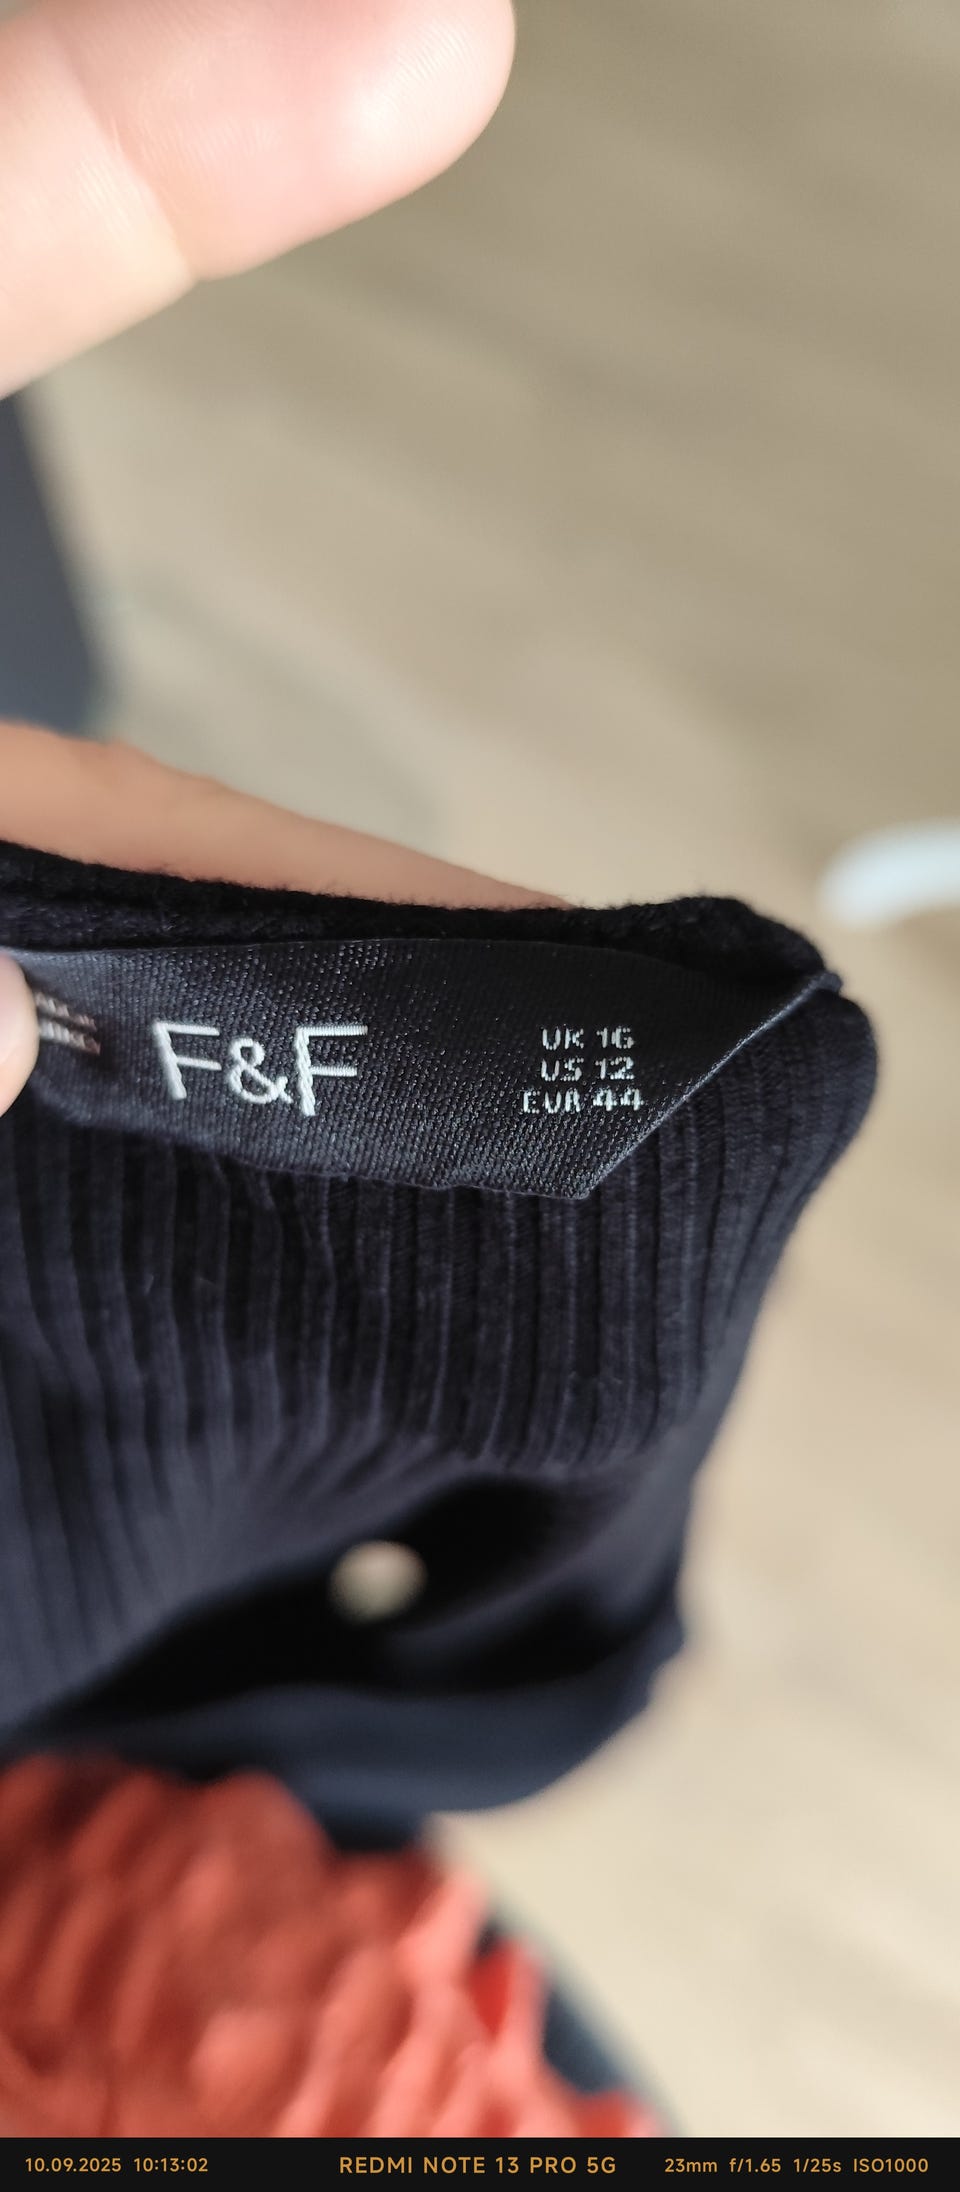 F&F
UK 16
US 12
EUR 44
10.09.2025 10:13:02
REDMI NOTE 13 PRO 5G
23mm f/1.65 1/25s ISO1000